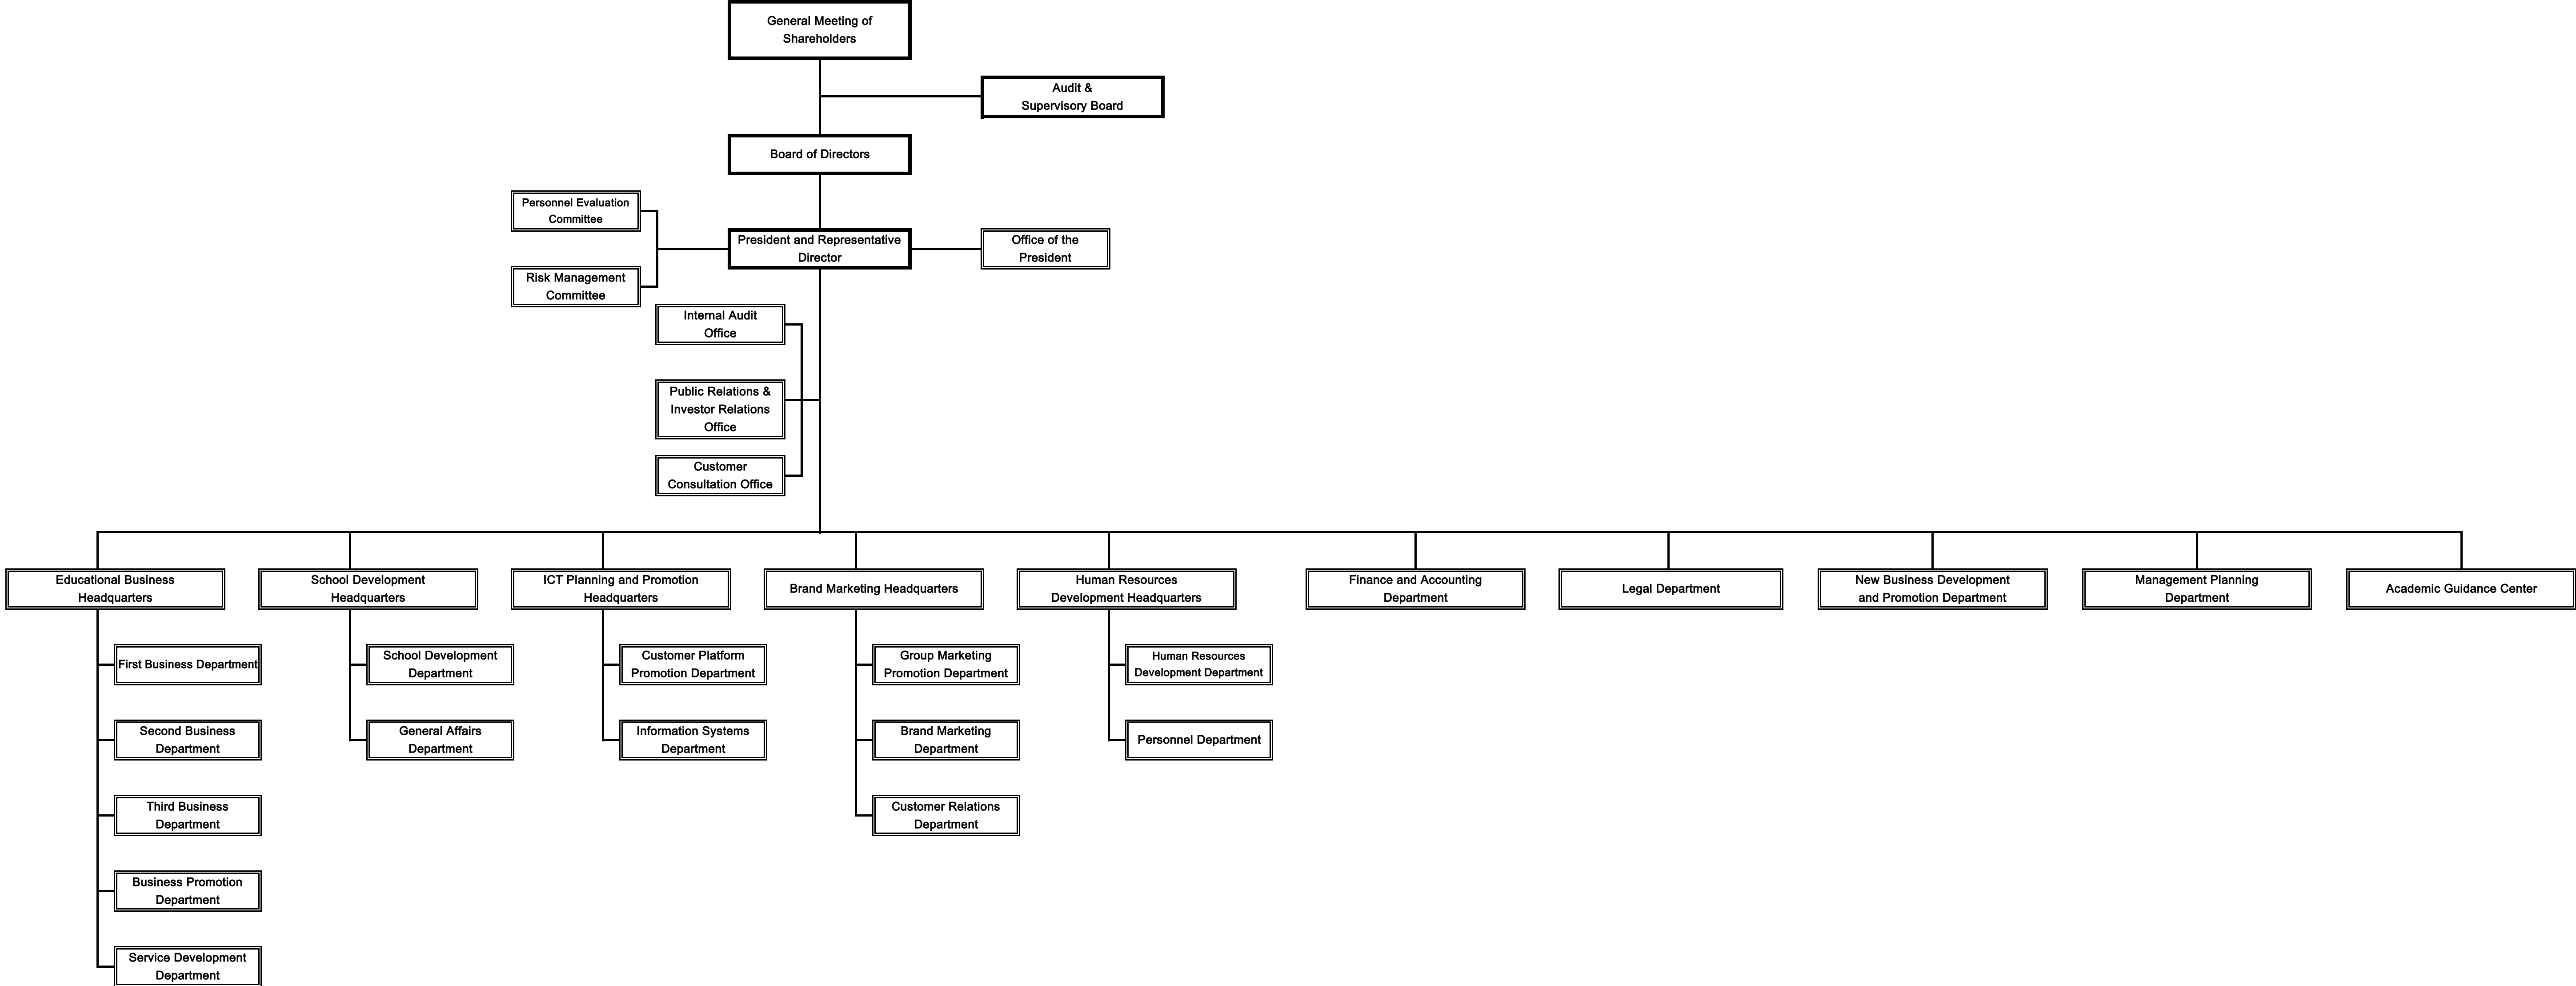 General Meeting of
Shareholders
Audit &
Supervisory Board
Board of Directors
Personnel Evaluation
Committee
President and Representative
Director
Office of the
President
Risk Management
Committee
Internal Audit
Office
Public Relations &
Investor Relations
Office
Customer
Consultation Office
Educational Business
Headquarters
School Development
Headquarters
ICT Planning and Promotion
Headquarters
Brand Marketing Headquarters
Human Resources
Development Headquarters
Finance and Accounting
Department
Legal Department
New Business Development
and Promotion Department
Management Planning
Department
Academic Guidance Center
First Business Department
School Development
Department
Customer Platform
Promotion Department
Group Marketing
Promotion Department
Human Resources
Development Department
Second Business
Department
General Affairs
Department
Information Systems
Department
Brand Marketing
Department
Personnel Department
Third Business
Department
Customer Relations
Department
Business Promotion
Department
Service Development
Department